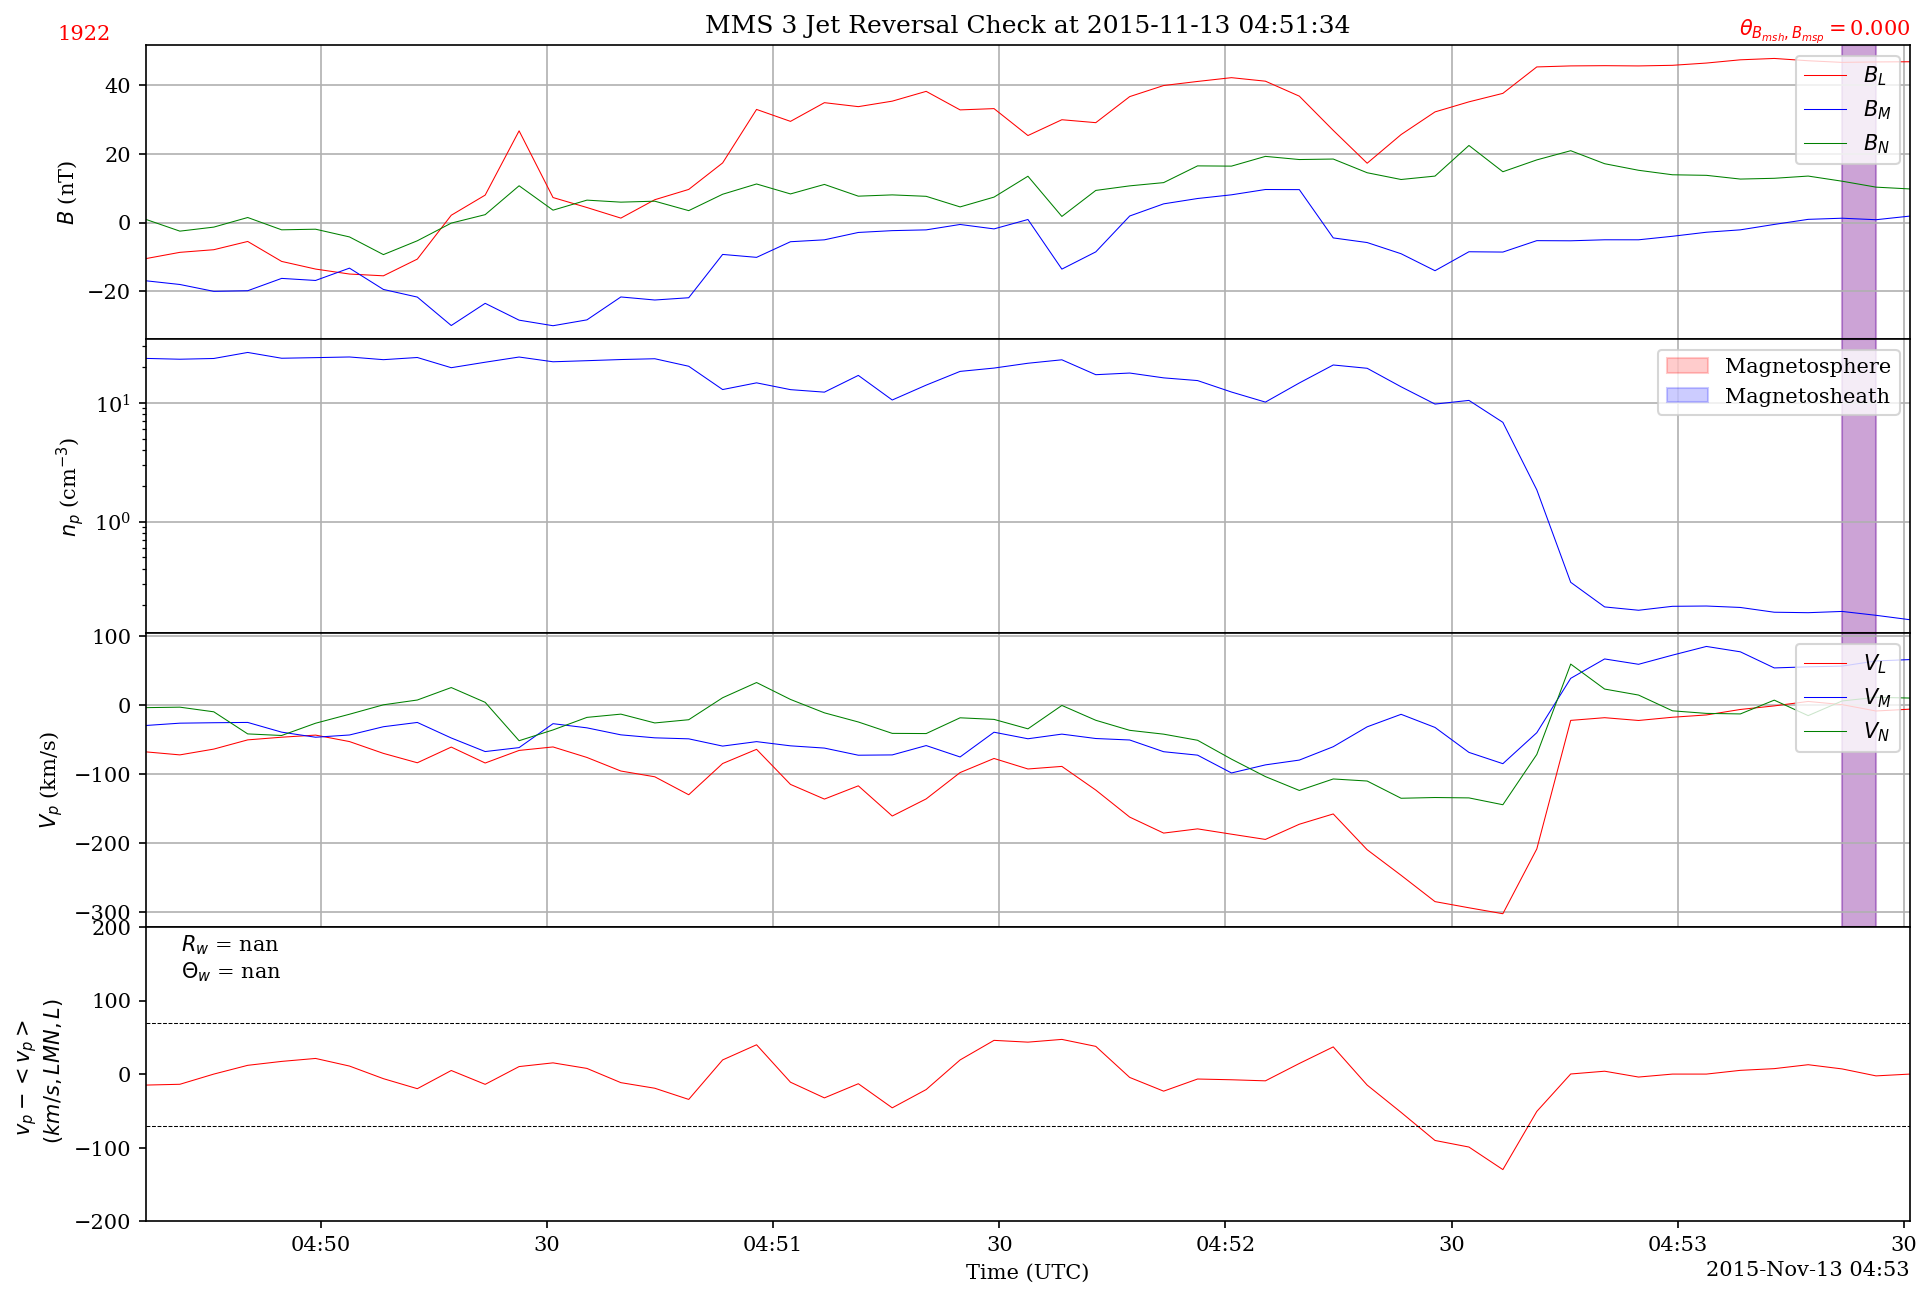 1922
MMS 3 Jet Reversal Check at 2015-11-13 04:51:34
θ_{B_{msh}, B_{msp}} = 0.000
B (nT)
40
20
0
−20
B_L
B_M
B_N
n_p (cm^{−3})
10^1
10^0
Magnetosphere
Magnetosheath
V_p (km/s)
100
0
−100
−200
−300
V_L
V_M
V_N
v_p − < v_p >
(km/s, LMN, L)
200
100
0
−100
−200
R_w = nan
Θ_w = nan
04:50
30
04:51
30
04:52
30
04:53
30
Time (UTC)
2015-Nov-13 04:53